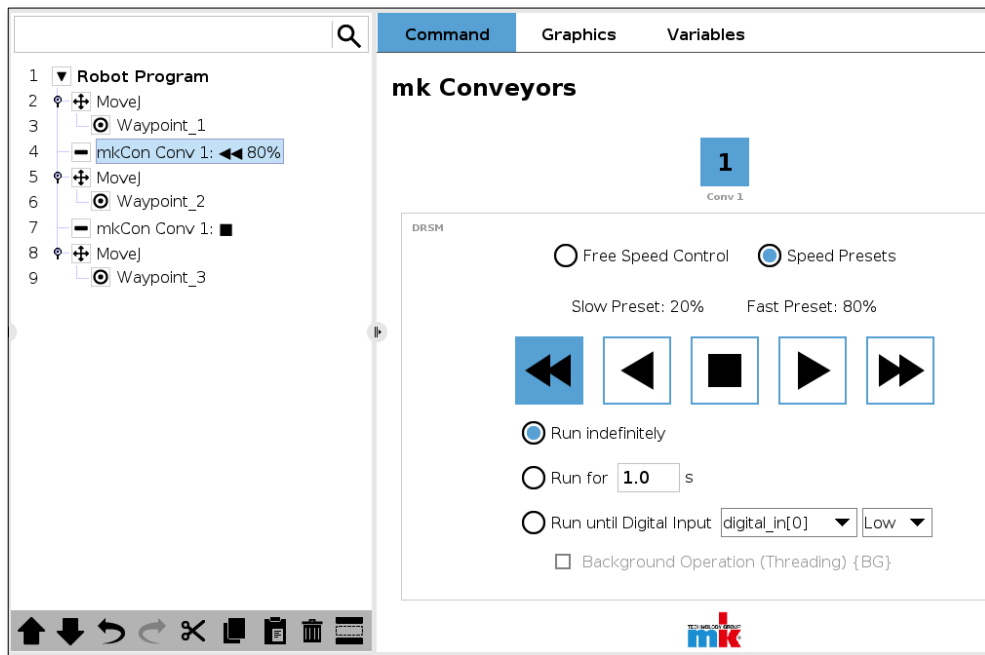 Command Graphics Variables
1 Robot Program
2 MoveJ
3 Waypoint_1
4 mkCon Conv 1: ◀◀ 80%
5 MoveJ
6 Waypoint_2
7 mkCon Conv 1: ■
8 MoveJ
9 Waypoint_3
mk Conveyors
1
Conv 1
DRSM
Free Speed Control Speed Presets
Slow Preset: 20% Fast Preset: 80%
Run indefinitely
Run for 1.0 s
Run until Digital Input digital_in[0] Low
Background Operation (Threading) {BG}
TECHNOLOGY GROUP
mk